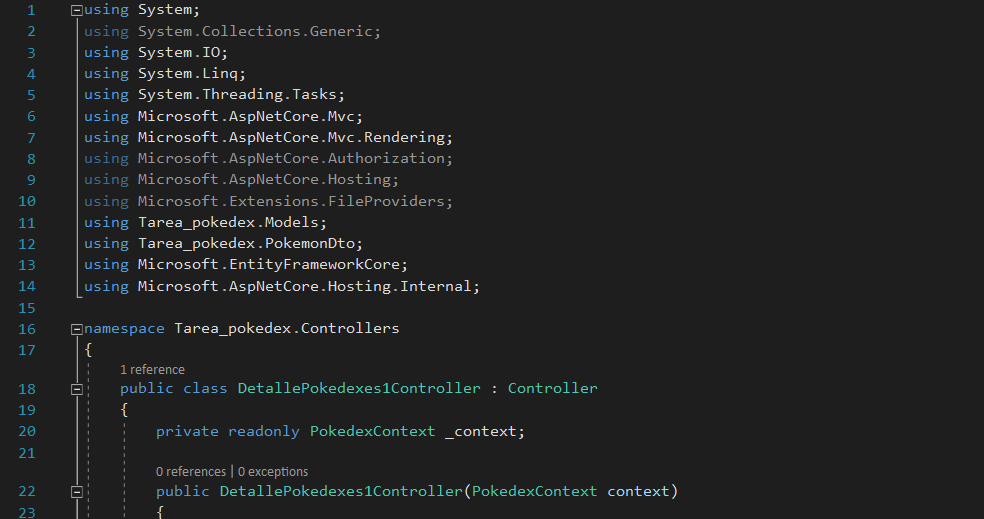 1 using System;
2 using System.Collections.Generic;
3 using System.IO;
4 using System.Linq;
5 using System.Threading.Tasks;
6 using Microsoft.AspNetCore.Mvc;
7 using Microsoft.AspNetCore.Mvc.Rendering;
8 using Microsoft.AspNetCore.Authorization;
9 using Microsoft.AspNetCore.Hosting;
10 using Microsoft.Extensions.FileProviders;
11 using Tarea_pokedex.Models;
12 using Tarea_pokedex.PokemonDto;
13 using Microsoft.EntityFrameworkCore;
14 using Microsoft.AspNetCore.Hosting.Internal;
15
16 namespace Tarea_pokedex.Controllers
17 {
1 reference
18 public class DetallePokedexes1Controller : Controller
19 {
20 private readonly PokedexContext _context;
21
0 references | 0 exceptions
22 public DetallePokedexes1Controller(PokedexContext context)
23 {